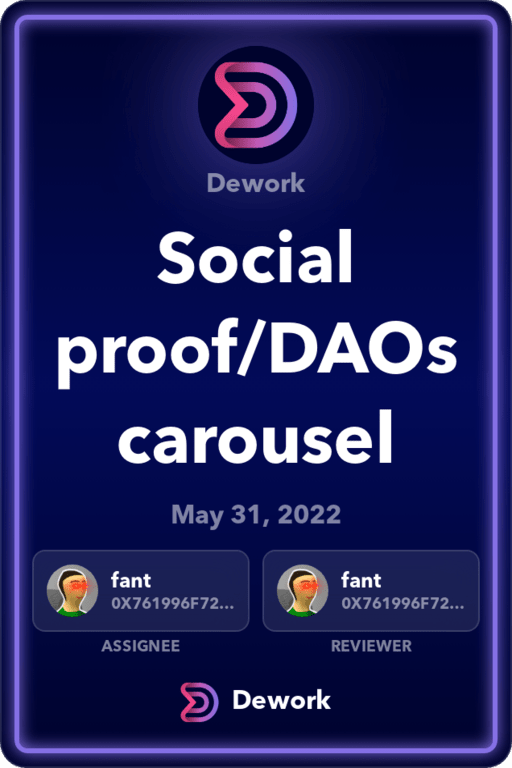 Dework
Social
proof/DAOs
carousel
May 31, 2022
fant
0X761996F72...
ASSIGNEE
fant
0X761996F72...
REVIEWER
Dework